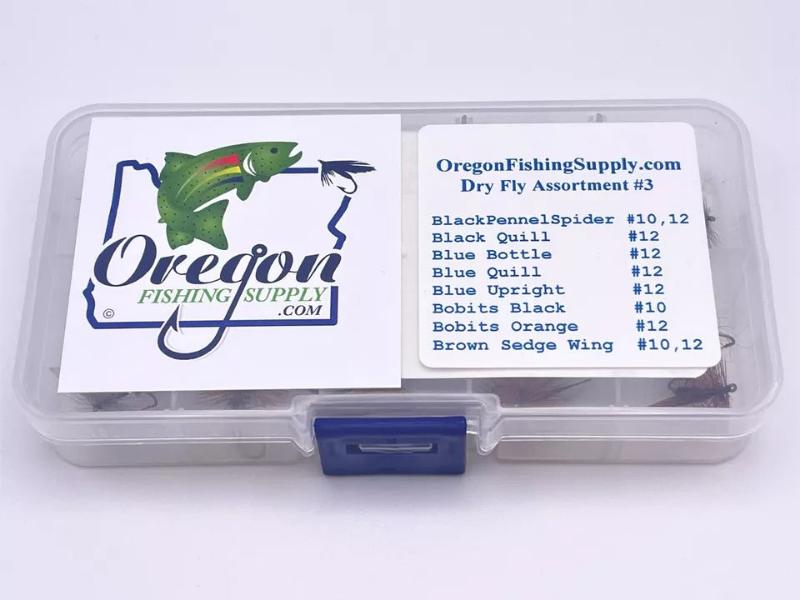 Oregon
FISHING SUPPLY
.COM
©
OregonFishingSupply.com
Dry Fly Assortment #3
BlackPennelSpider #10,12
Black Quill #12
Blue Bottle #12
Blue Quill #12
Blue Upright #12
Bobits Black #10
Bobits Orange #12
Brown Sedge Wing #10,12